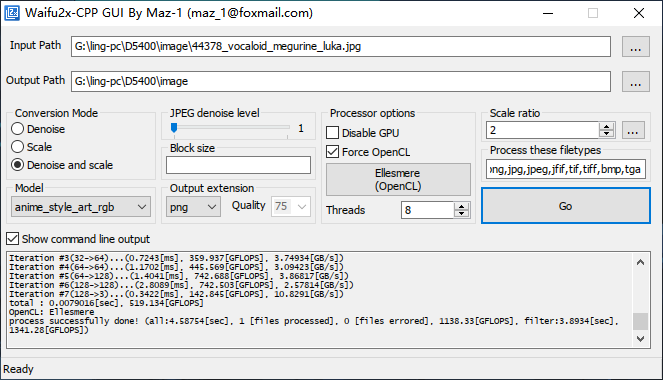 Waifu2x-CPP GUI By Maz-1 (maz_1@foxmail.com)
Input Path G:\ling-pc\D5400\image\44378_vocaloid_megurine_luka.jpg ...
Output Path G:\ling-pc\D5400\image ...
Conversion Mode
Denoise
Scale
Denoise and scale
JPEG denoise level
1
Block size
Processor options
Disable GPU
Force OpenCL
Ellesmere
(OpenCL)
Threads 8
Scale ratio
2 ...
Process these filetypes
png,jpg,jpeg,jfif,tif,tiff,bmp,tga
Model
anime_style_art_rgb
Output extension
png Quality 75
Go
Show command line output
Iteration #3(32->64)...(0.7243[ms], 359.937[GFLOPS], 3.74934[GB/s])
Iteration #4(64->64)...(1.1702[ms], 445.569[GFLOPS], 3.09423[GB/s])
Iteration #5(64->128)...(1.4041[ms], 742.688[GFLOPS], 3.86817[GB/s])
Iteration #6(128->128)...(2.8089[ms], 742.503[GFLOPS], 2.57814[GB/s])
Iteration #7(128->3)...(0.3422[ms], 142.845[GFLOPS], 10.8291[GB/s])
total : 0.0079016[sec], 519.134[GFLOPS]
OpenCL: Ellesmere
process successfully done! (all:4.58754[sec], 1 [files processed], 0 [files errored], 1138.33[GFLOPS], filter:3.8934[sec],
1341.28[GFLOPS])
Ready